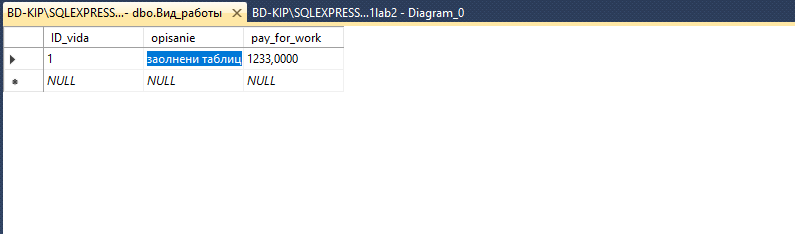 BD-KIP\SQLEXPRESS...- dbo.Вид_работы BD-KIP\SQLEXPRESS...1lab2 - Diagram_0
ID_vida opisanie pay_for_work
1 заолнени таблиц 1233,0000
NULL NULL NULL